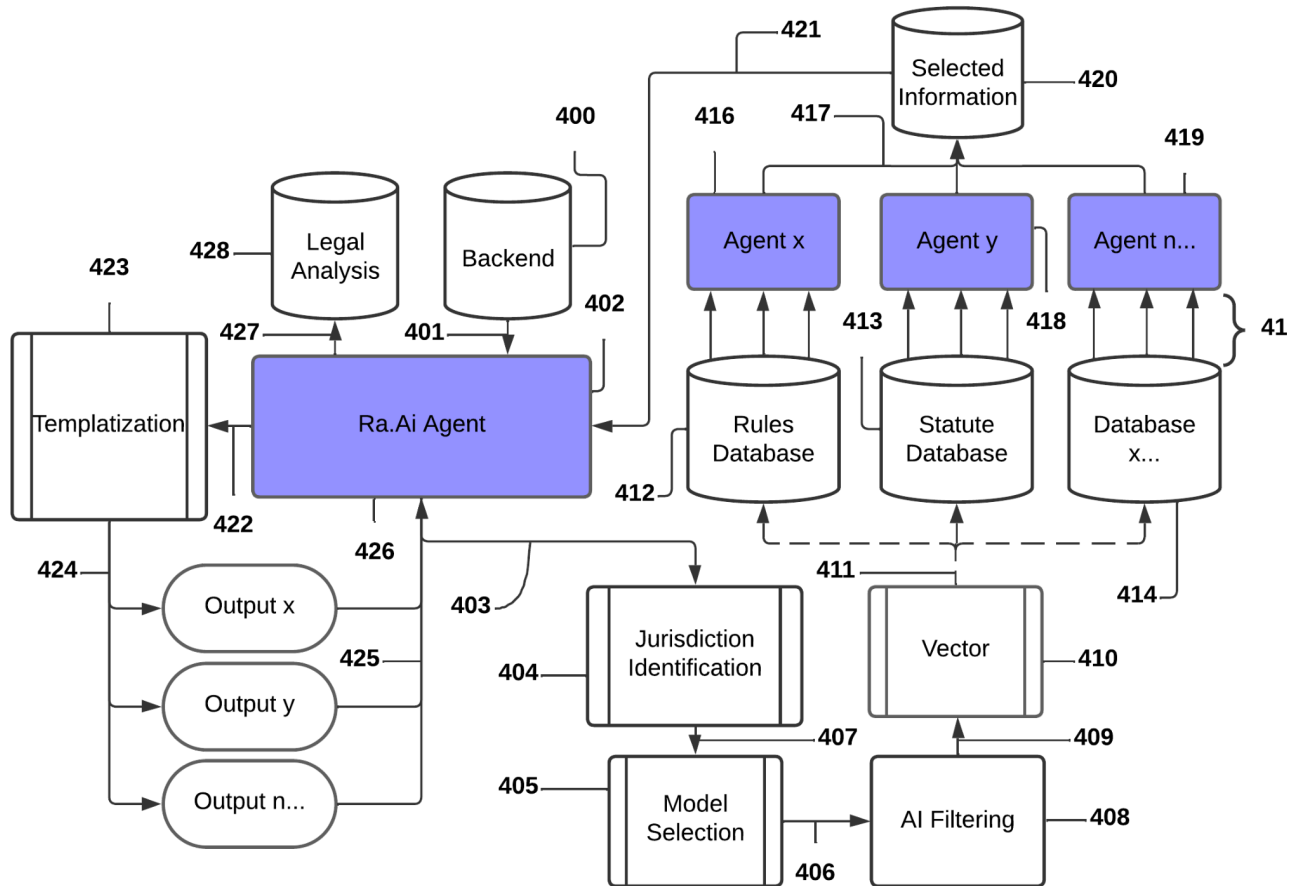 421
Selected
Information
420
400
416
417
419
Legal
Analysis
428
Backend
Agent x
Agent y
Agent n...
423
427
401
402
413
418
41
Templatization
Ra.Ai Agent
Rules
Database
Statute
Database
Database
x...
412
422
426
424
411
414
Output x
403
Jurisdiction
Identification
Vector
425
404
410
Output y
407
409
405
Output n...
Model
Selection
AI Filtering
408
406